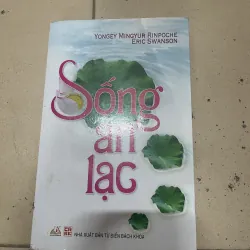 YONGEY MINGYUR RINPOCHE
ERIC SWANSON
Sống
an
lạc
NHÀ XUẤT BẢN TỪ ĐIỂN BÁCH KHOA